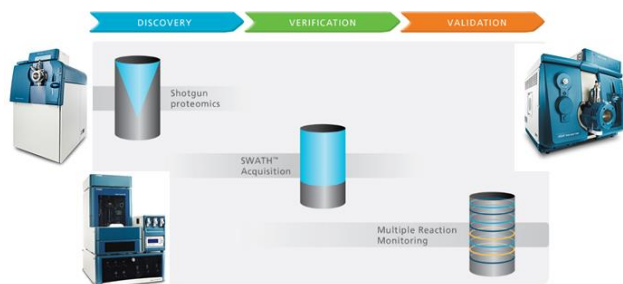 DISCOVERY
VERIFICATION
VALIDATION
Shotgun
proteomics
SWATH™
Acquisition
Multiple Reaction
Monitoring